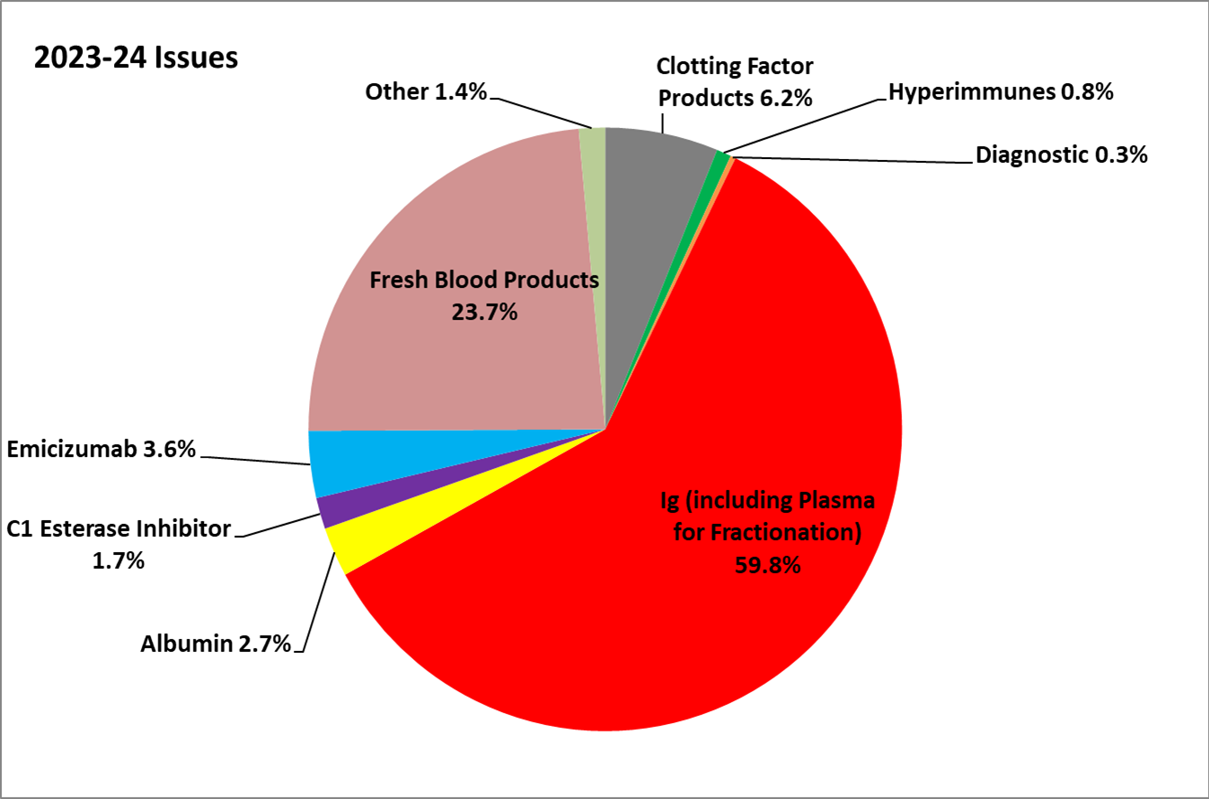 2023-24 Issues
Other 1.4%
Clotting Factor
Products 6.2%
Hyperimmunes 0.8%
Diagnostic 0.3%
Fresh Blood Products
23.7%
Emicizumab 3.6%
Ig (including Plasma
for Fractionation)
59.8%
C1 Esterase Inhibitor
1.7%
Albumin 2.7%